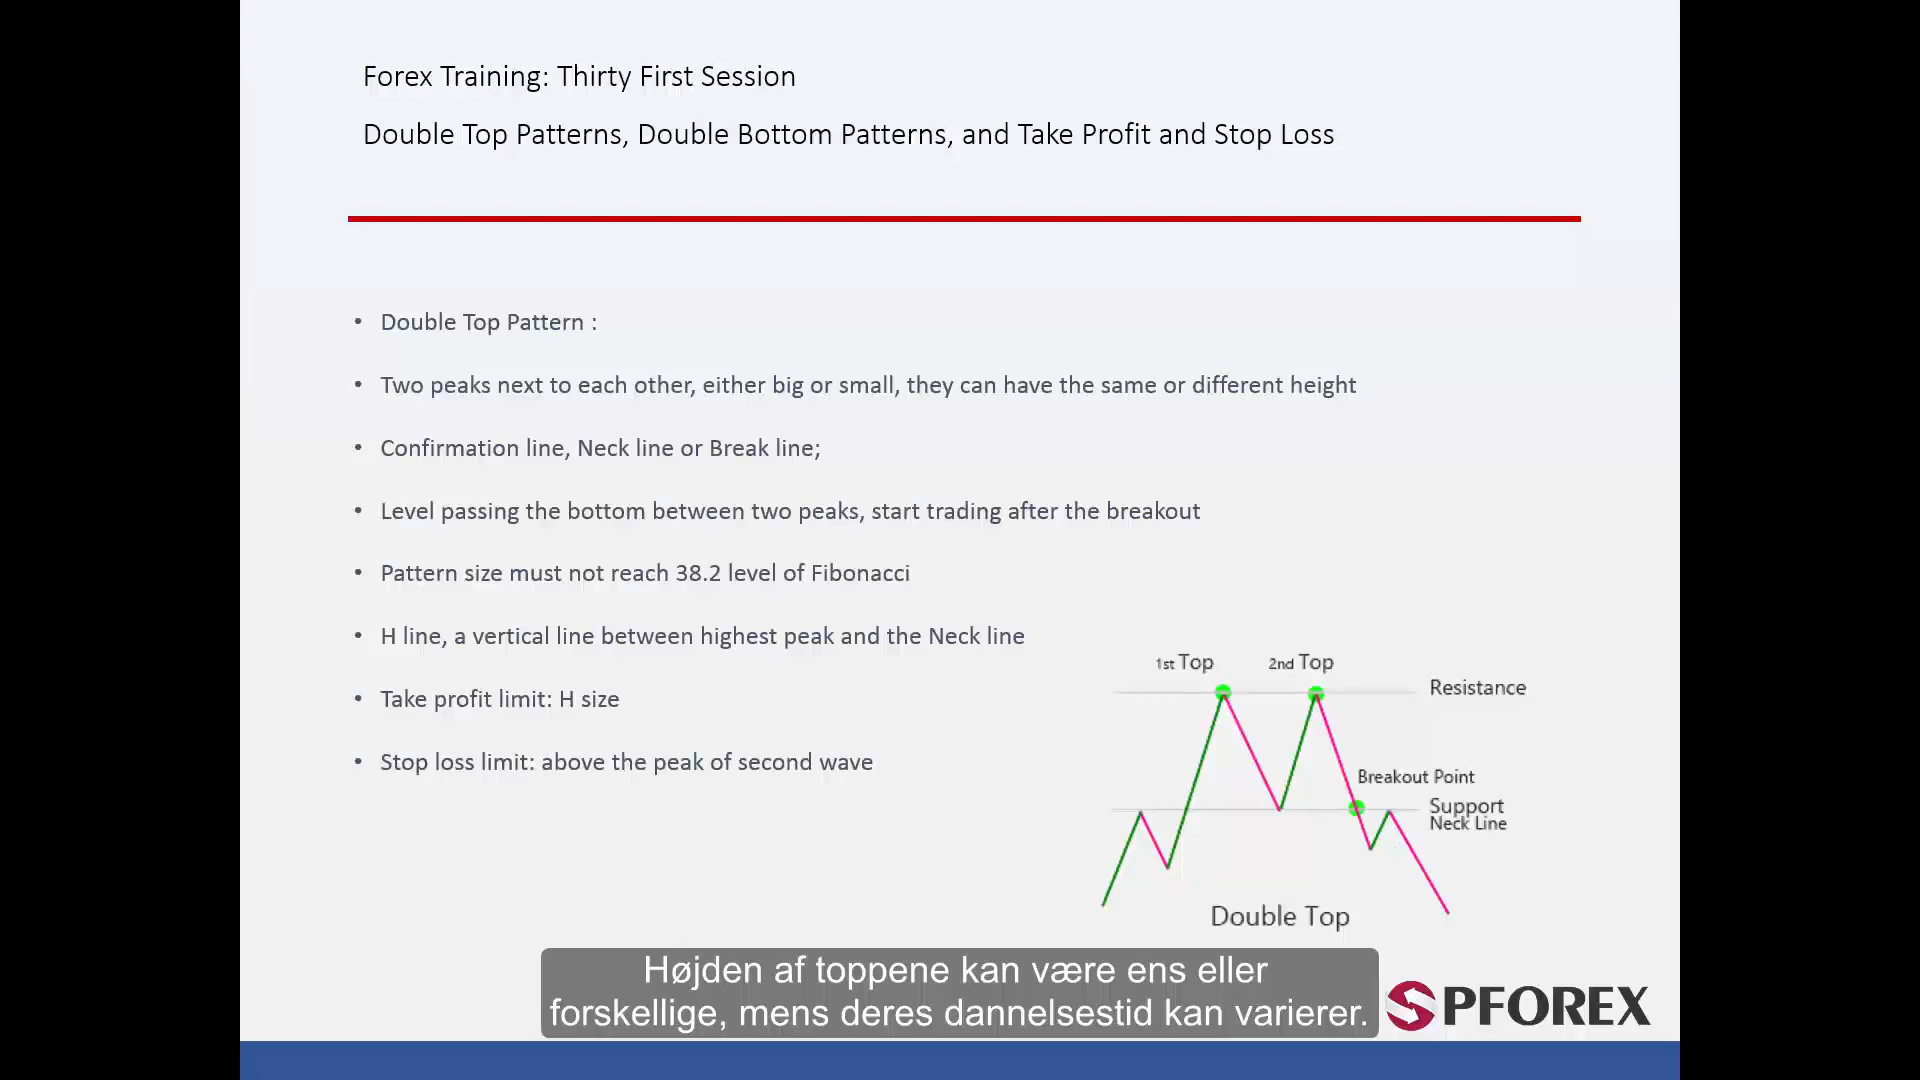 Forex Training: Thirty First Session
Double Top Patterns, Double Bottom Patterns, and Take Profit and Stop Loss
• Double Top Pattern :
• Two peaks next to each other, either big or small, they can have the same or different height
• Confirmation line, Neck line or Break line;
• Level passing the bottom between two peaks, start trading after the breakout
• Pattern size must not reach 38.2 level of Fibonacci
• H line, a vertical line between highest peak and the Neck line
• Take profit limit: H size
• Stop loss limit: above the peak of second wave
1st Top
2nd Top
Resistance
Breakout Point
Support
Neck Line
Double Top
Højden af toppene kan være ens eller
forskellige, mens deres dannelsestid kan varierer.
SPFOREX